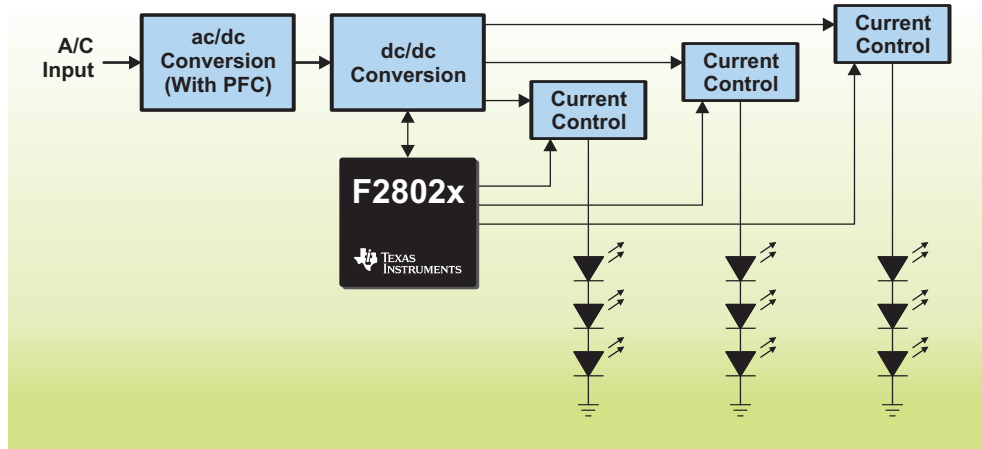 A/C
Input
ac/dc
Conversion
(With PFC)
dc/dc
Conversion
Current
Control
Current
Control
Current
Control
F2802x
TEXAS
INSTRUMENTS